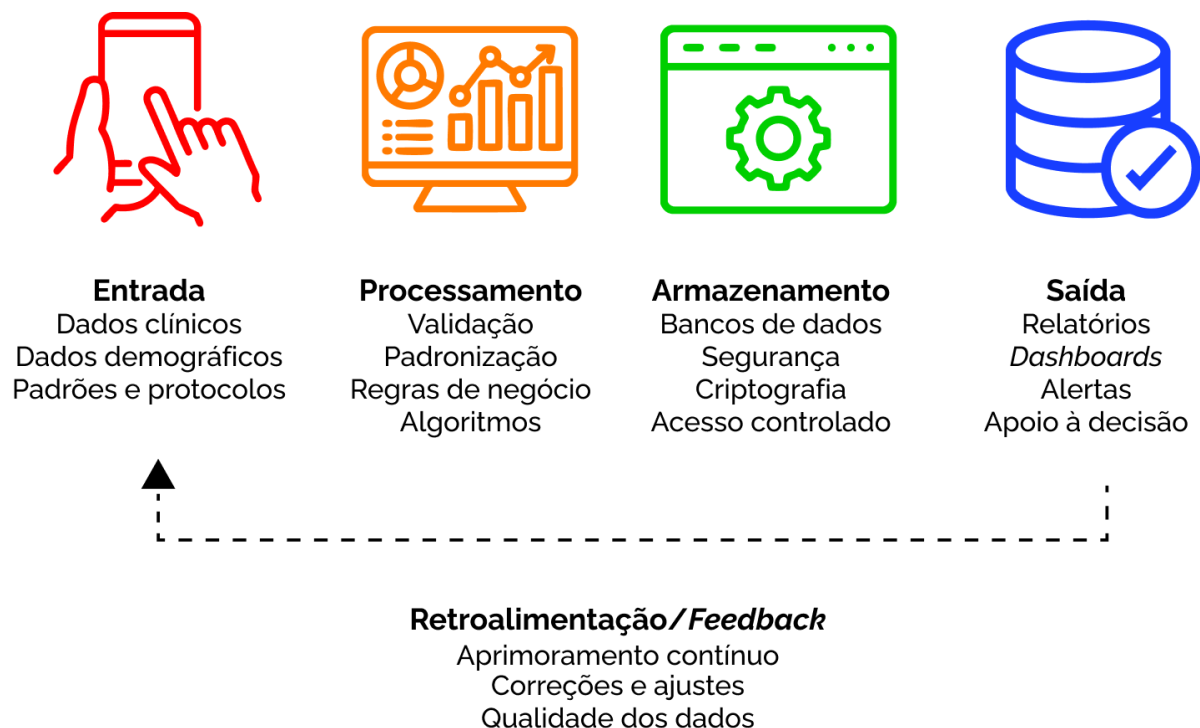 Entrada
Dados clínicos
Dados demográficos
Padrões e protocolos
Processamento
Validação
Padronização
Regras de negócio
Algoritmos
Armazenamento
Bancos de dados
Segurança
Criptografia
Acesso controlado
Saída
Relatórios
Dashboards
Alertas
Apoio à decisão
Retroalimentação/Feedback
Aprimoramento contínuo
Correções e ajustes
Qualidade dos dados